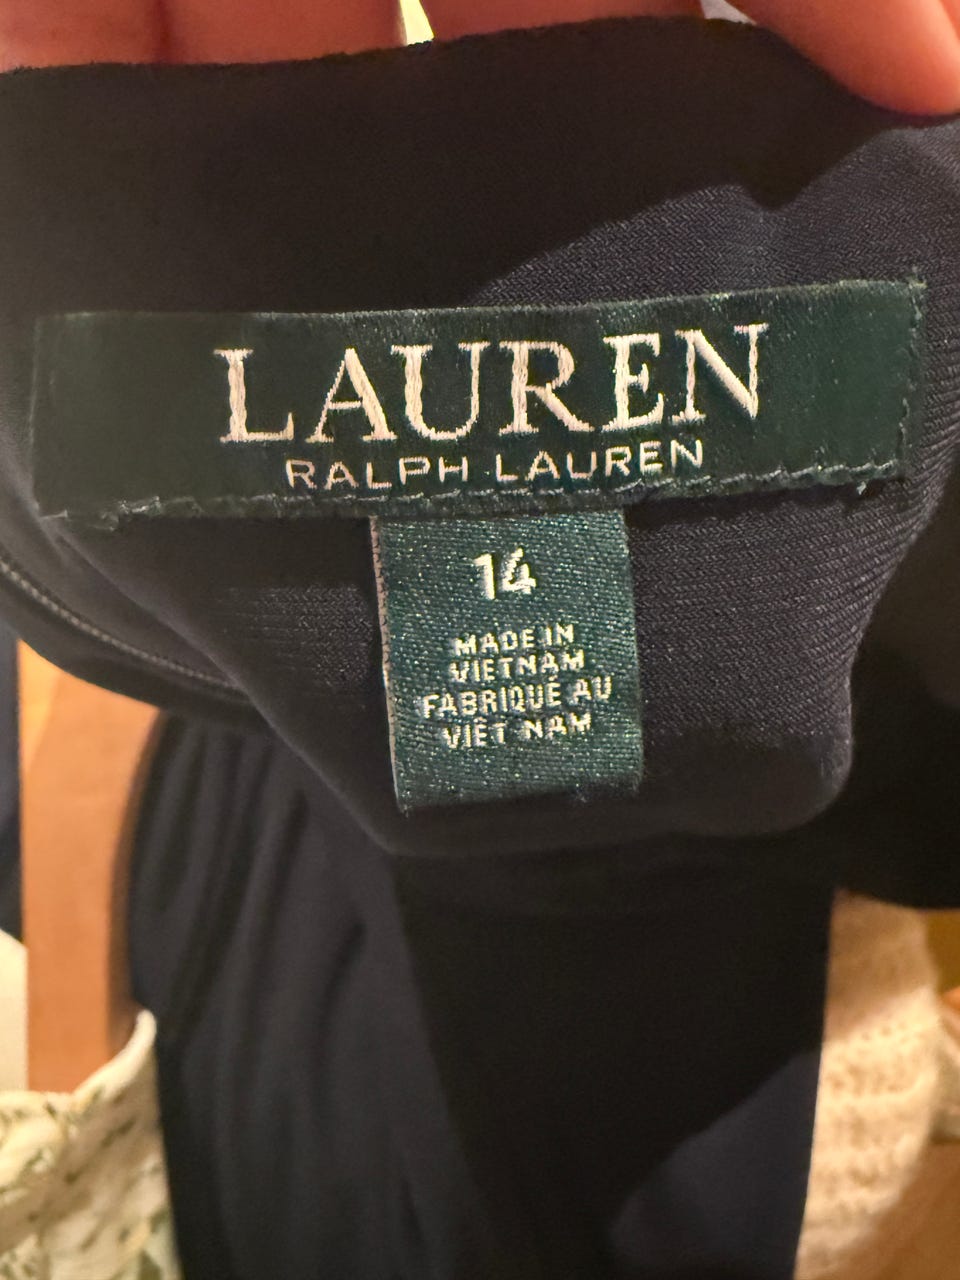 LAUREN
RALPH LAUREN
14
MADE IN
VIETNAM
FABRIQUÉ AU
VIÊT NAM